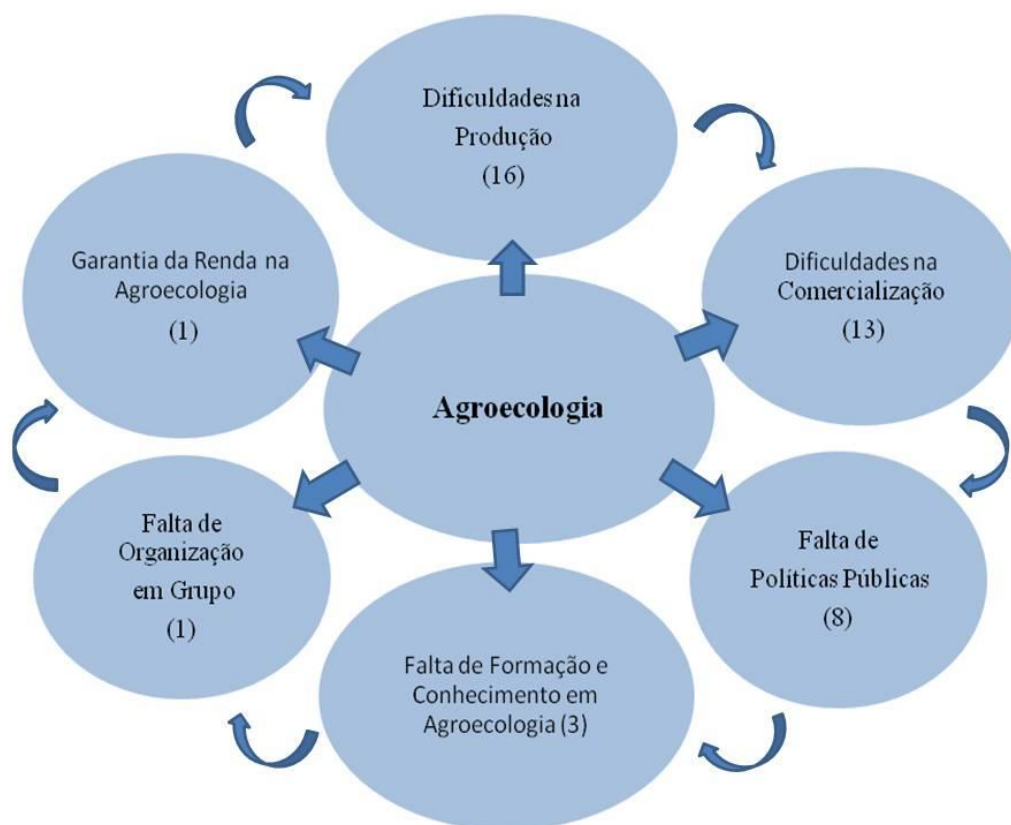 Dificuldades na
Produção
(16)
Dificuldades na
Comercialização
(13)
Falta de
Políticas Públicas
(8)
Falta de Formação e
Conhecimento em
Agroecologia (3)
Falta de
Organização
em Grupo
(1)
Garantia da Renda na
Agroecologia
(1)
Agroecologia